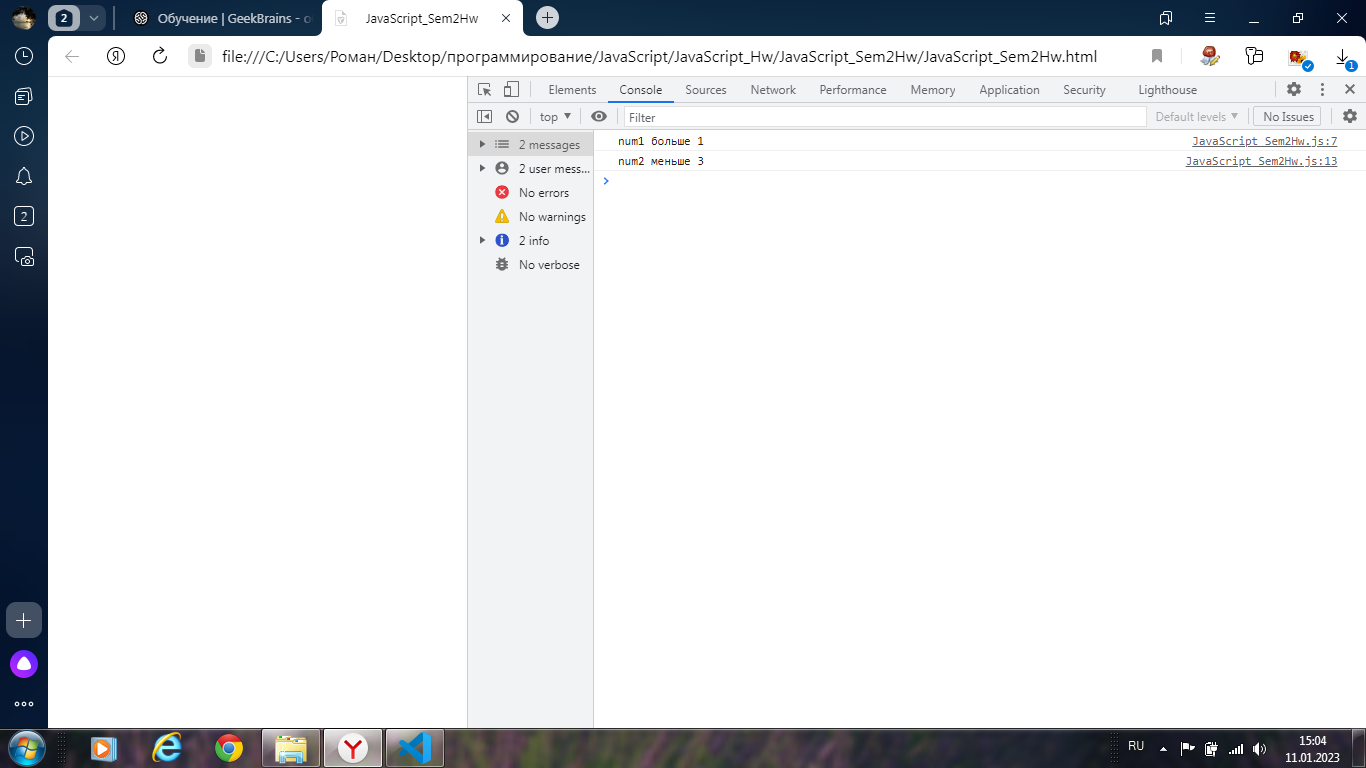 2
Обучение | GeekBrains - о
JavaScript_Sem2Hw
file:///C:/Users/Роман/Desktop/программирование/JavaScript/JavaScript_Hw/JavaScript_Sem2Hw/JavaScript_Sem2Hw.html
1
Elements Console Sources Network Performance Memory Application Security Lighthouse
top Filter Default levels No Issues
2 messages
2 user mess...
No errors
No warnings
2 info
No verbose
num1 больше 1 JavaScript_Sem2Hw.js:7
num2 меньше 3 JavaScript_Sem2Hw.js:13
2
RU
15:04
11.01.2023